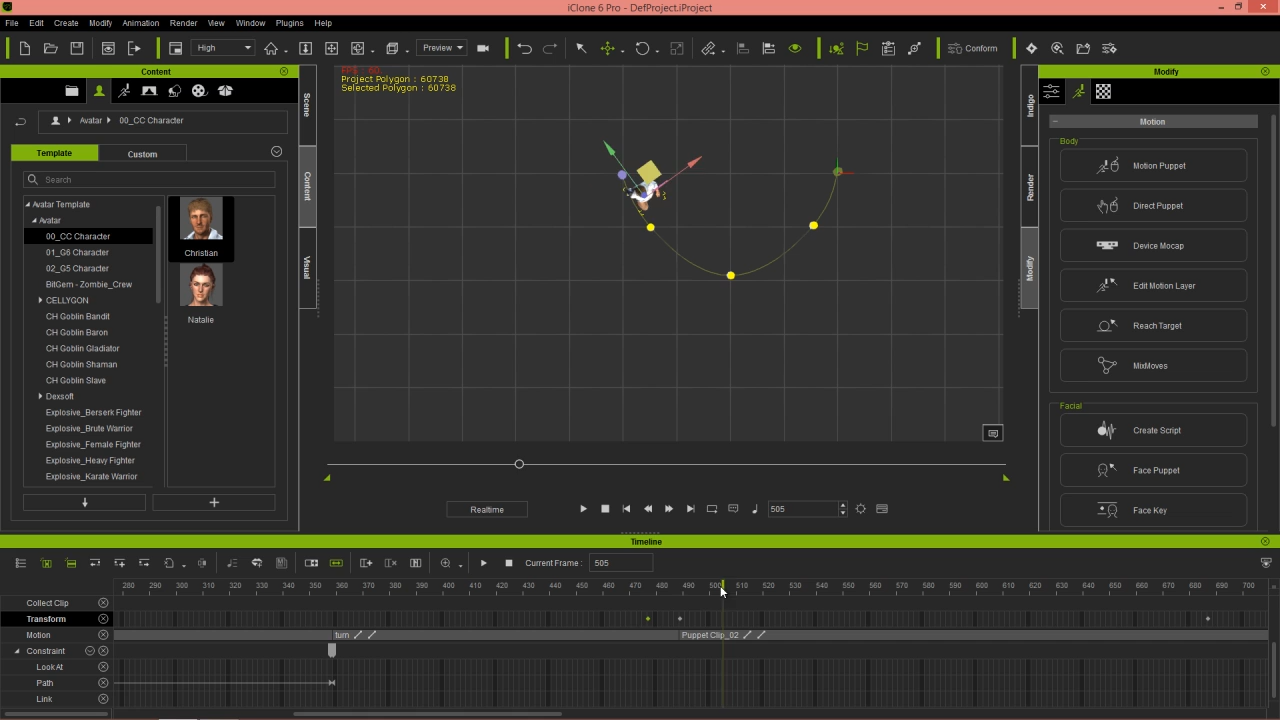 iClone 6 Pro - DefProject.iProject
File Edit Create Modify Animation Render View Window Plugins Help
High Preview Conform
Content
Avatar 00_CC Character
Template Custom
Search
Avatar Template
Avatar
00_CC Character
01_G6 Character
02_G5 Character
BitGem - Zombie_Crew
CELLYGON
CH Goblin Bandit
CH Goblin Baron
CH Goblin Gladiator
CH Goblin Shaman
CH Goblin Slave
Dexsoft
Explosive_Berserk Fighter
Explosive_Brute Warrior
Explosive_Female Fighter
Explosive_Heavy Fighter
Explosive_Karate Warrior
Christian
Natalie
Scene
Content
Visual
Project Polygon : 60738
Selected Polygon : 60738
Indigo
Render
Modify
Modify
Motion
Body
Motion Puppet
Direct Puppet
Device Mocap
Edit Motion Layer
Reach Target
MixMoves
Facial
Create Script
Face Puppet
Face Key
Realtime 505
Timeline
Current Frame : 505
280 290 300 310 320 330 340 350 360 370 380 390 400 410 420 430 440 450 460 470 480 490 500 510 520 530 540 550 560 570 580 590 600 610 620 630 640 650 660 670 680 690 700
Collect Clip
Transform
Motion turn Puppet Clip_02
Constraint
Look At
Path
Link